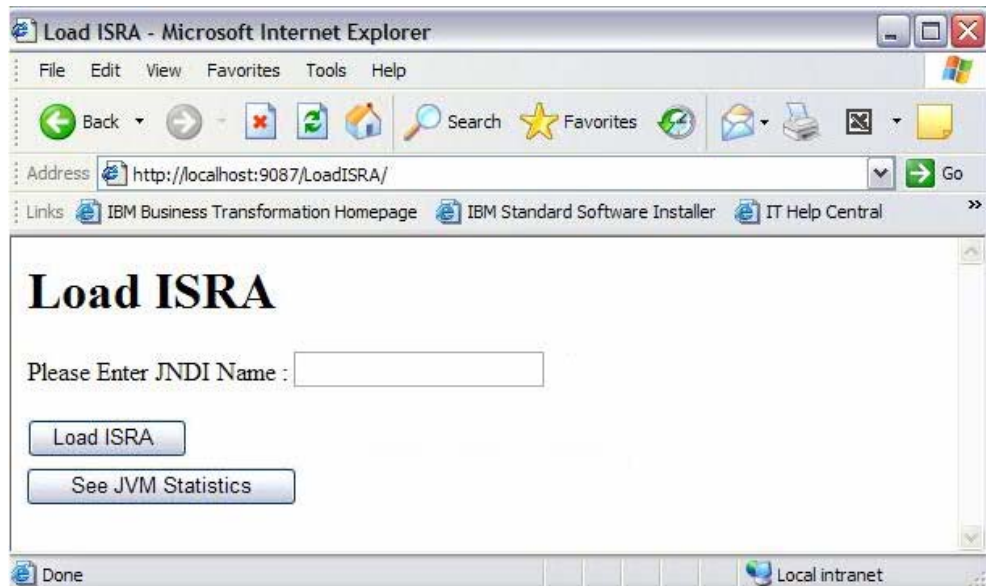 Load ISRA - Microsoft Internet Explorer
File Edit View Favorites Tools Help
Back Search Favorites
Address http://localhost:9087/LoadISRA/ Go
Links IBM Business Transformation Homepage IBM Standard Software Installer IT Help Central »
Load ISRA
Please Enter JNDI Name :
Load ISRA
See JVM Statistics
Done Local intranet